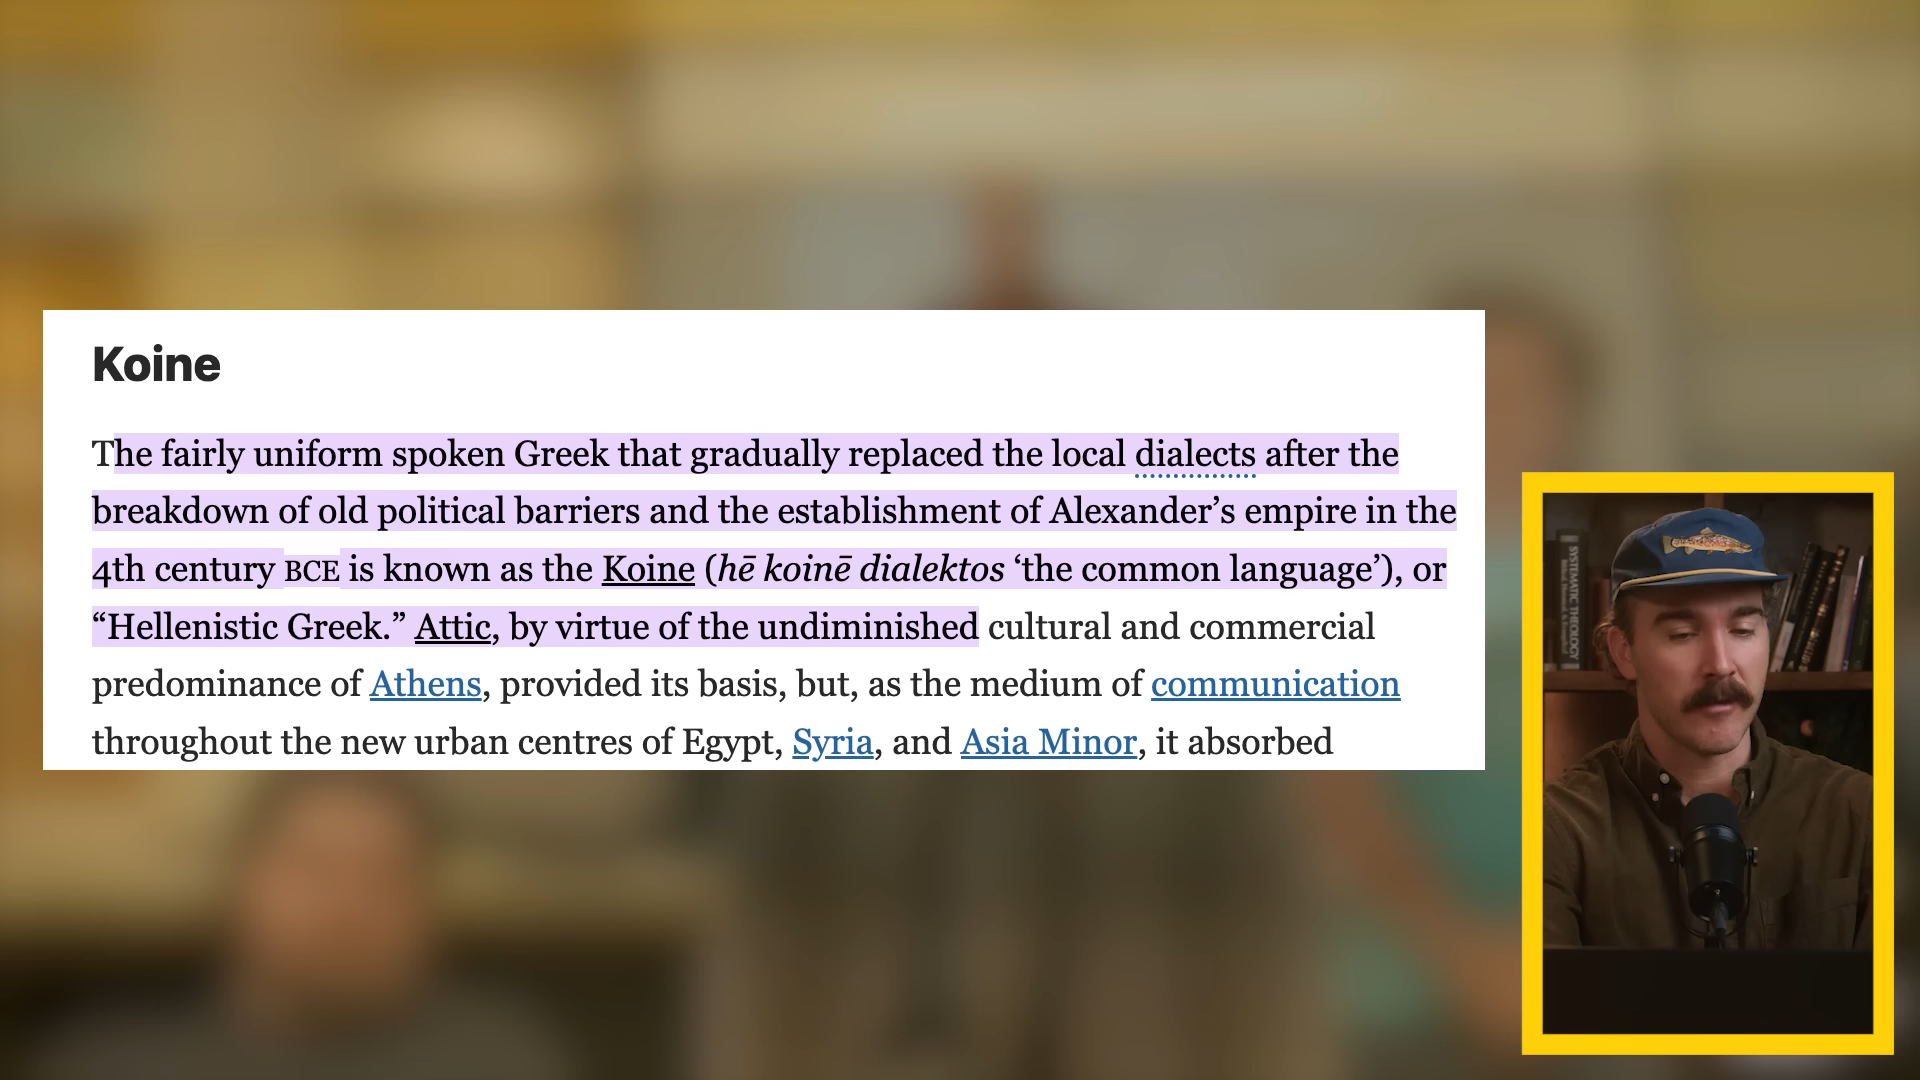 Koine
The fairly uniform spoken Greek that gradually replaced the local dialects after the
breakdown of old political barriers and the establishment of Alexander’s empire in the
4th century BCE is known as the Koine (hē koinē dialektos ‘the common language’), or
“Hellenistic Greek.” Attic, by virtue of the undiminished cultural and commercial
predominance of Athens, provided its basis, but, as the medium of communication
throughout the new urban centres of Egypt, Syria, and Asia Minor, it absorbed
SYSTEMATIC THEOLOGY